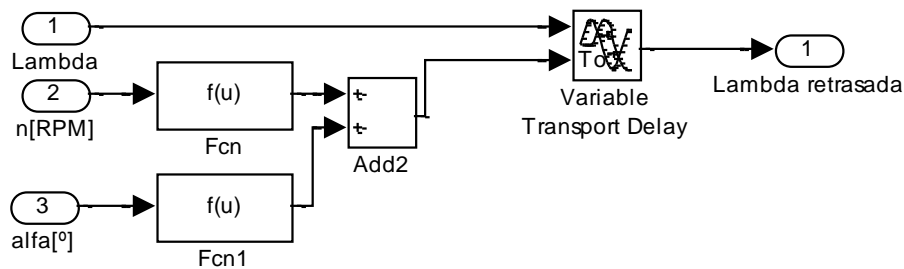 1
Lambda
2
n[RPM]
3
alfa[º]
f(u)
Fcn
f(u)
Fcn1
+
+
Add2
To
Variable
Transport Delay
1
Lambda retrasada